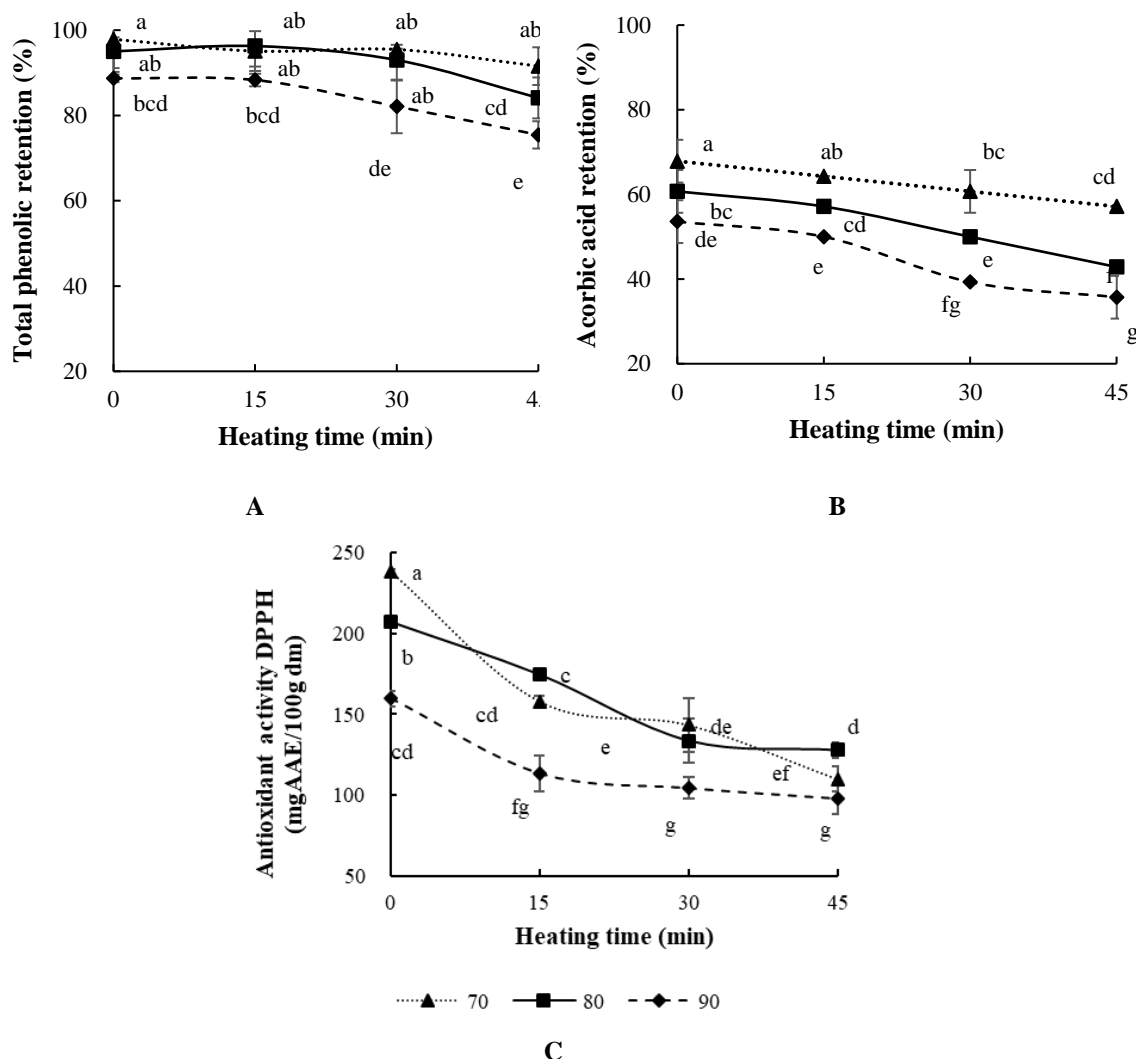 100
80
60
40
20
Total phenolic retention (%)
a
ab
ab
ab
ab
ab
ab
cd
bcd
bcd
de
e
0
15
30
4
Heating time (min)
A
100
80
60
40
20
Acorbic acid retention (%)
a
ab
bc
cd
bc
cd
e
de
e
fg
g
0
15
30
45
Heating time (min)
B
250
200
150
100
50
Antioxidant activity DPPH
(mgAAE/100g dm)
a
b
c
cd
de
d
cd
e
ef
fg
g
g
0
15
30
45
Heating time (min)
70
80
90
C